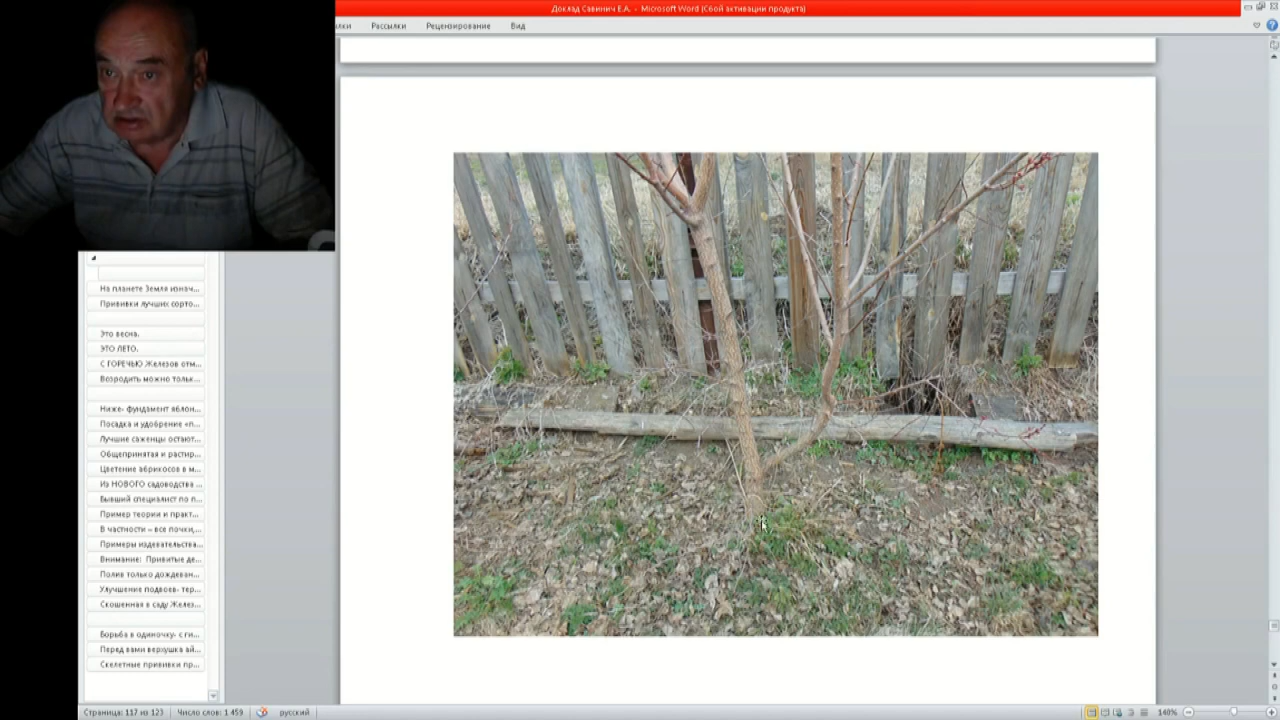 Доклад Савинич Е.А. - Microsoft Word (Сбой активации продукта)
лки Рассылки Рецензирование Вид
На планете Земля изнач...
Прививки лучших сорто...
Это весна.
ЭТО ЛЕТО.
С ГОРЕЧЬЮ Железов отм...
Возродить можно тольк...
Ниже- фундамент яблон...
Посадка и удобрение «п...
Лучшие саженцы остают...
Общепринятая и растир...
Цветение абрикосов в м...
Из НОВОГО садоводства ...
Бывший специалист по п...
Пример теории и практ...
В частности – все почки,...
Примеры издевательства...
Внимание: Привитые де...
Полив только дождеван...
Улучшение подвоев- тер...
Скошенная в саду Желез...
Борьба в одиночку- с ги...
Перед вами верхушка ай...
Скелетные прививки пр...
Страница: 117 из 123 Число слов: 1 459 русский 140%